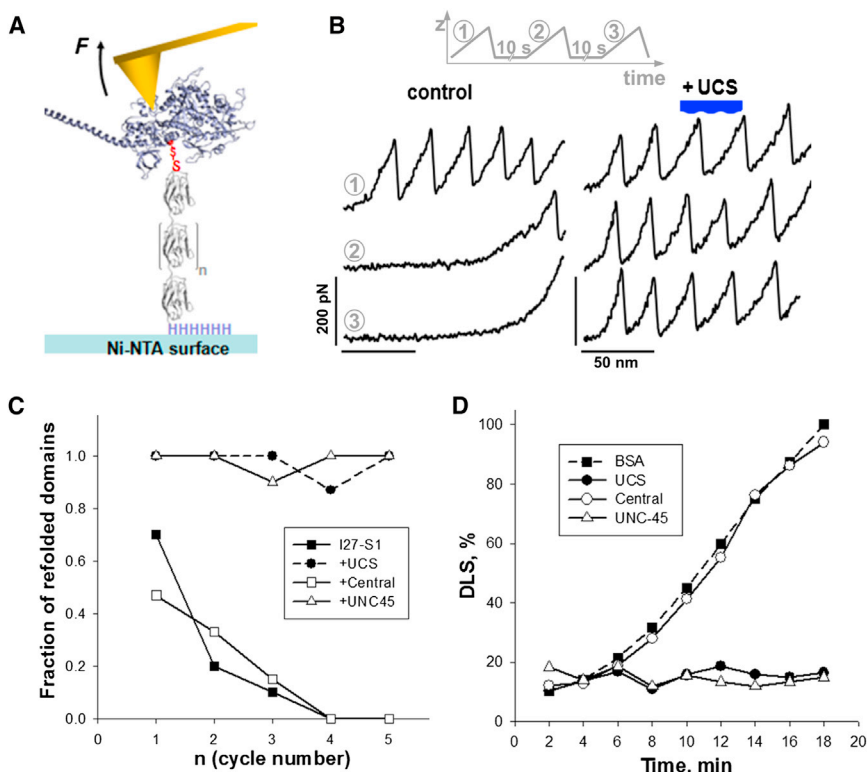 A
F
S
S
n
HHHHHH
Ni-NTA surface
B
z
① ② ③
10 s 10 s
time
control
+ UCS
①
②
③
200 pN
50 nm
C
Fraction of refolded domains
1.0
0.8
0.6
0.4
0.2
0.0
I27-S1
+UCS
+Central
+UNC45
0 1 2 3 4 5
n (cycle number)
D
DLS, %
100
80
60
40
20
0
BSA
UCS
Central
UNC-45
0 2 4 6 8 10 12 14 16 18 20
Time, min